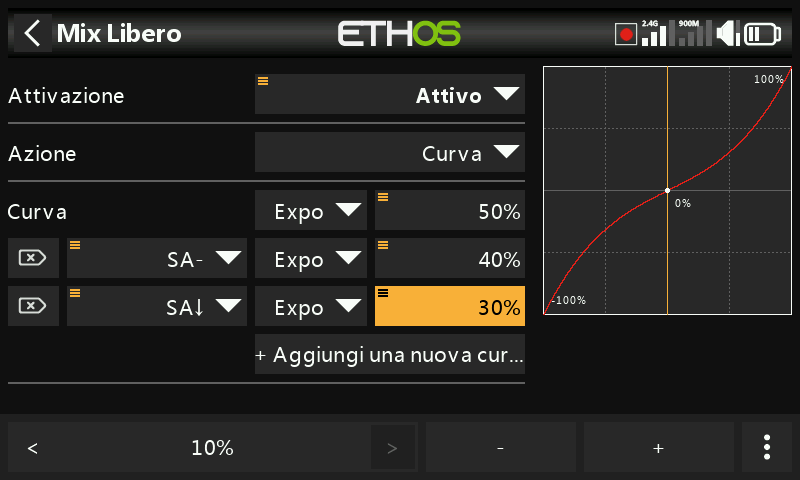 Mix Libero
ETHOS
2.4G
900M
Attivazione
Attivo
Azione
Curva
Curva
Expo
50%
SA-
Expo
40%
SA↓
Expo
30%
+ Aggiungi una nuova cur...
100%
0%
-100%
<
10%
>
-
+